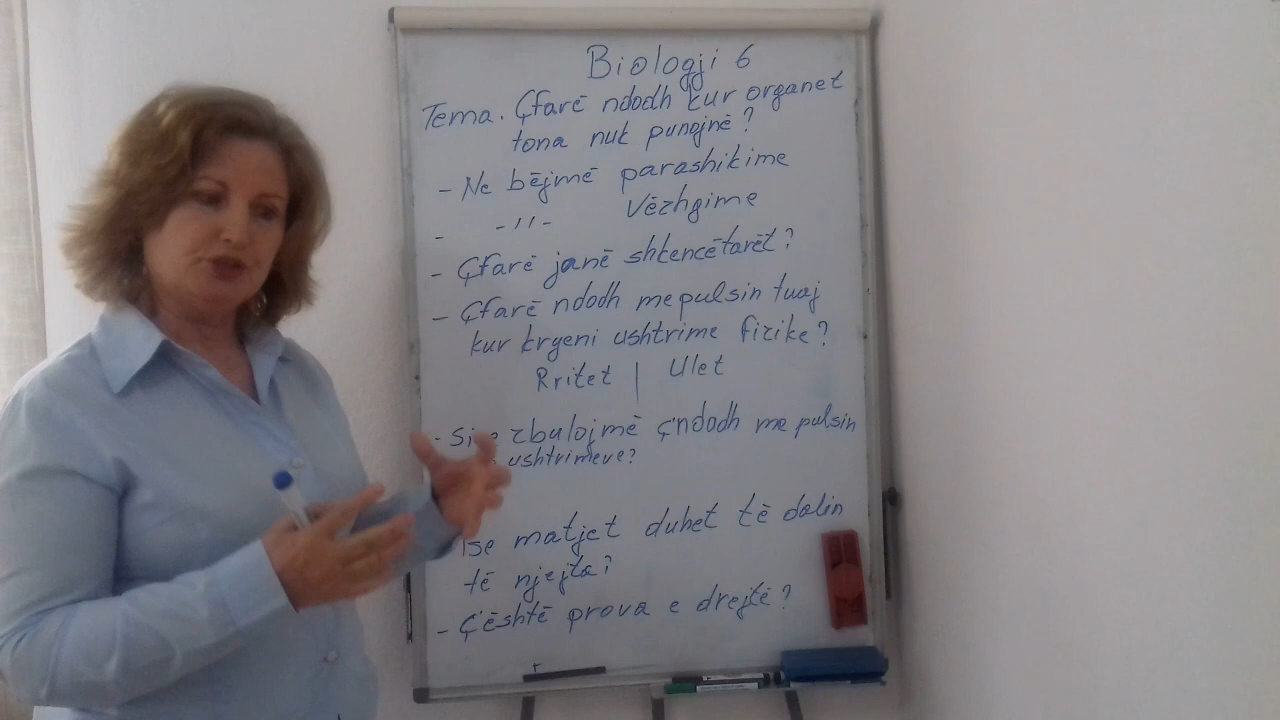 Biologji 6
Tema. Çfarë ndodh kur organet
tona nuk punojnë?
- Ne bëjmë parashikime
- -//- Vëzhgime
- Çfarë janë shkencëtarët?
- Çfarë ndodh me pulsin tuaj
kur kryeni ushtrime fizike?
Rritet | Ulet
- zbulojmë ç'ndodh me pulsin
ushtrimeve?
pse matjet duhet të dalin
të njejta?
- Ç'është prova e drejtë?